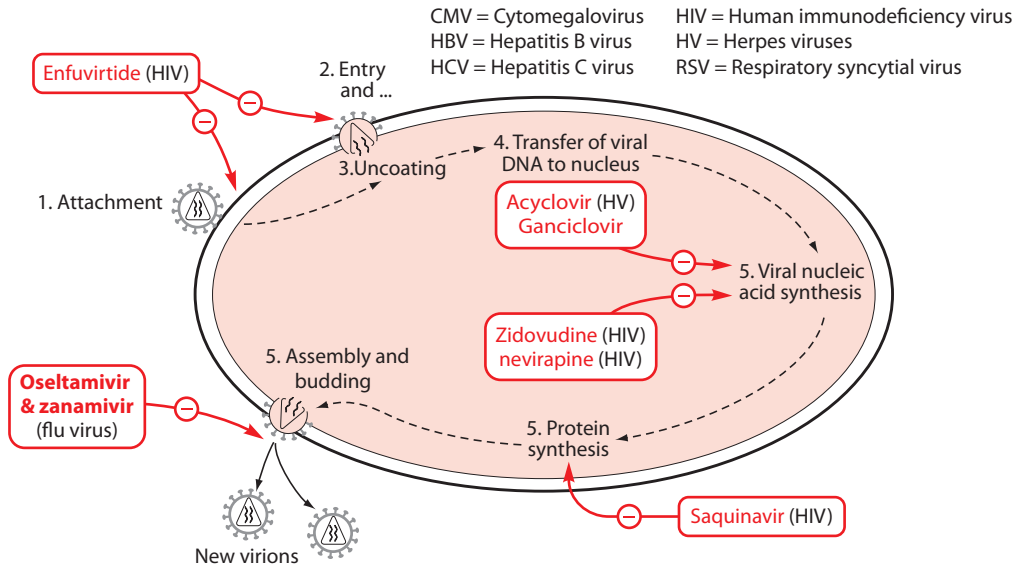 CMV = Cytomegalovirus
HBV = Hepatitis B virus
HCV = Hepatitis C virus
HIV = Human immunodeficiency virus
HV = Herpes viruses
RSV = Respiratory syncytial virus
Enfuvirtide (HIV)
2. Entry
and ...
3.Uncoating
4. Transfer of viral
DNA to nucleus
1. Attachment
Acyclovir (HV)
Ganciclovir
5. Viral nucleic
acid synthesis
Zidovudine (HIV)
nevirapine (HIV)
5. Assembly and
budding
Oseltamivir
& zanamivir
(flu virus)
5. Protein
synthesis
Saquinavir (HIV)
New virions